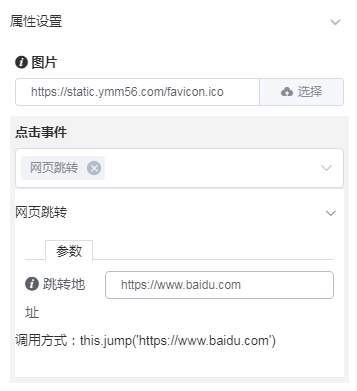 属性设置
图片
https://static.ymm56.com/favicon.ico 选择
点击事件
网页跳转
网页跳转
参数
跳转地 https://www.baidu.com
址
调用方式：this.jump('https://www.baidu.com')